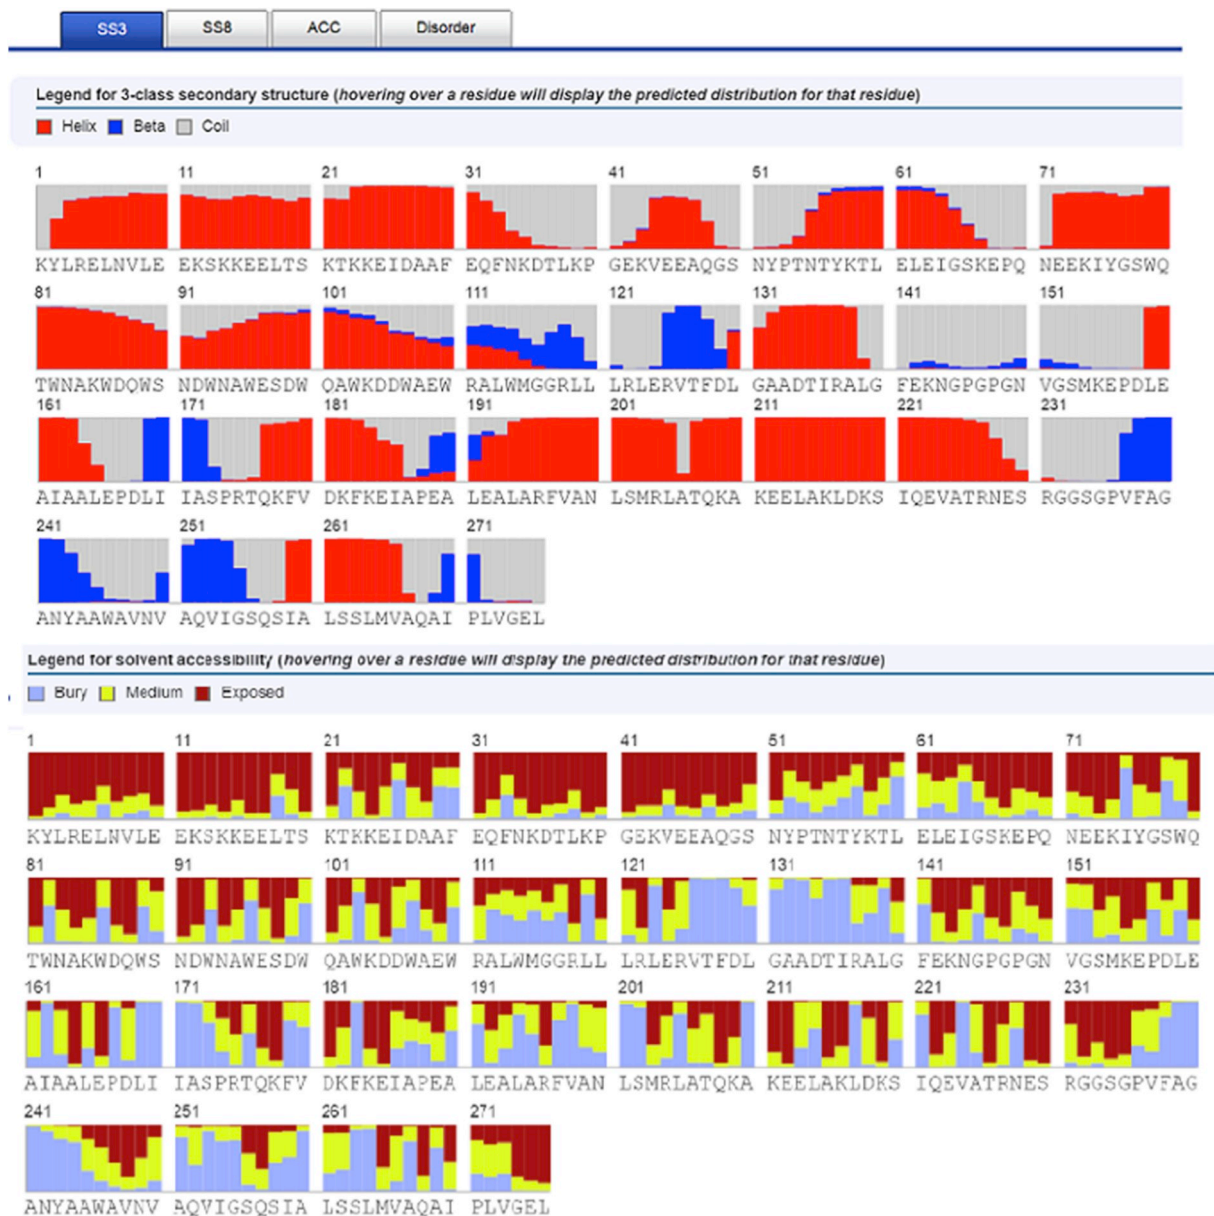 SS3 SS8 ACC Disorder
Legend for 3-class secondary structure (hovering over a residue will display the predicted distribution for that residue)
Helix Beta Coil
1 11 21 31 41 51 61 71
KYLRELNVLE EKSKKEELTS KTKKEIDAAF EQFNKDTLKP GEKVEEAQGS NYPTNTYKTL ELEIGSKEPQ NEEKIYGSWQ
81 91 101 111 121 131 141 151
TWNAKWDQWS NDWNAWESDW QAWKDDWAEW RALWMGGRLL LRLERVTFDL GAADTIRALG FEKNGPGPGN VGSMKEPDLE
161 171 181 191 201 211 221 231
AIAALEPDLI IASPRTQKFV DKFKEIAPEA LEALARFVAN LSMRLATQKA KEELAKLDKS IQEVATRNES RGGSGPVFAG
241 251 261 271
ANYAAWAVNV AQVIGSQSIA LSSLMVAQAI PLVGEL
Legend for solvent accessibility (hovering over a residue will display the predicted distribution for that residue)
Bury Medium Exposed
1 11 21 31 41 51 61 71
KYLRELNVLE EKSKKEELTS KTKKEIDAAF EQFNKDTLKP GEKVEEAQGS NYPTNTYKTL ELEIGSKEPQ NEEKIYGSWQ
81 91 101 111 121 131 141 151
TWNAKWDQWS NDWNAWESDW QAWKDDWAEW RALWMGGRLL LRLERVTFDL GAADTIRALG FEKNGPGPGN VGSMKEPDLE
161 171 181 191 201 211 221 231
AIAALEPDLI IASPRTQKFV DKFKEIAPEA LEALARFVAN LSMRLATQKA KEELAKLDKS IQEVATRNES RGGSGPVFAG
241 251 261 271
ANYAAWAVNV AQVIGSQSIA LSSLMVAQAI PLVGEL